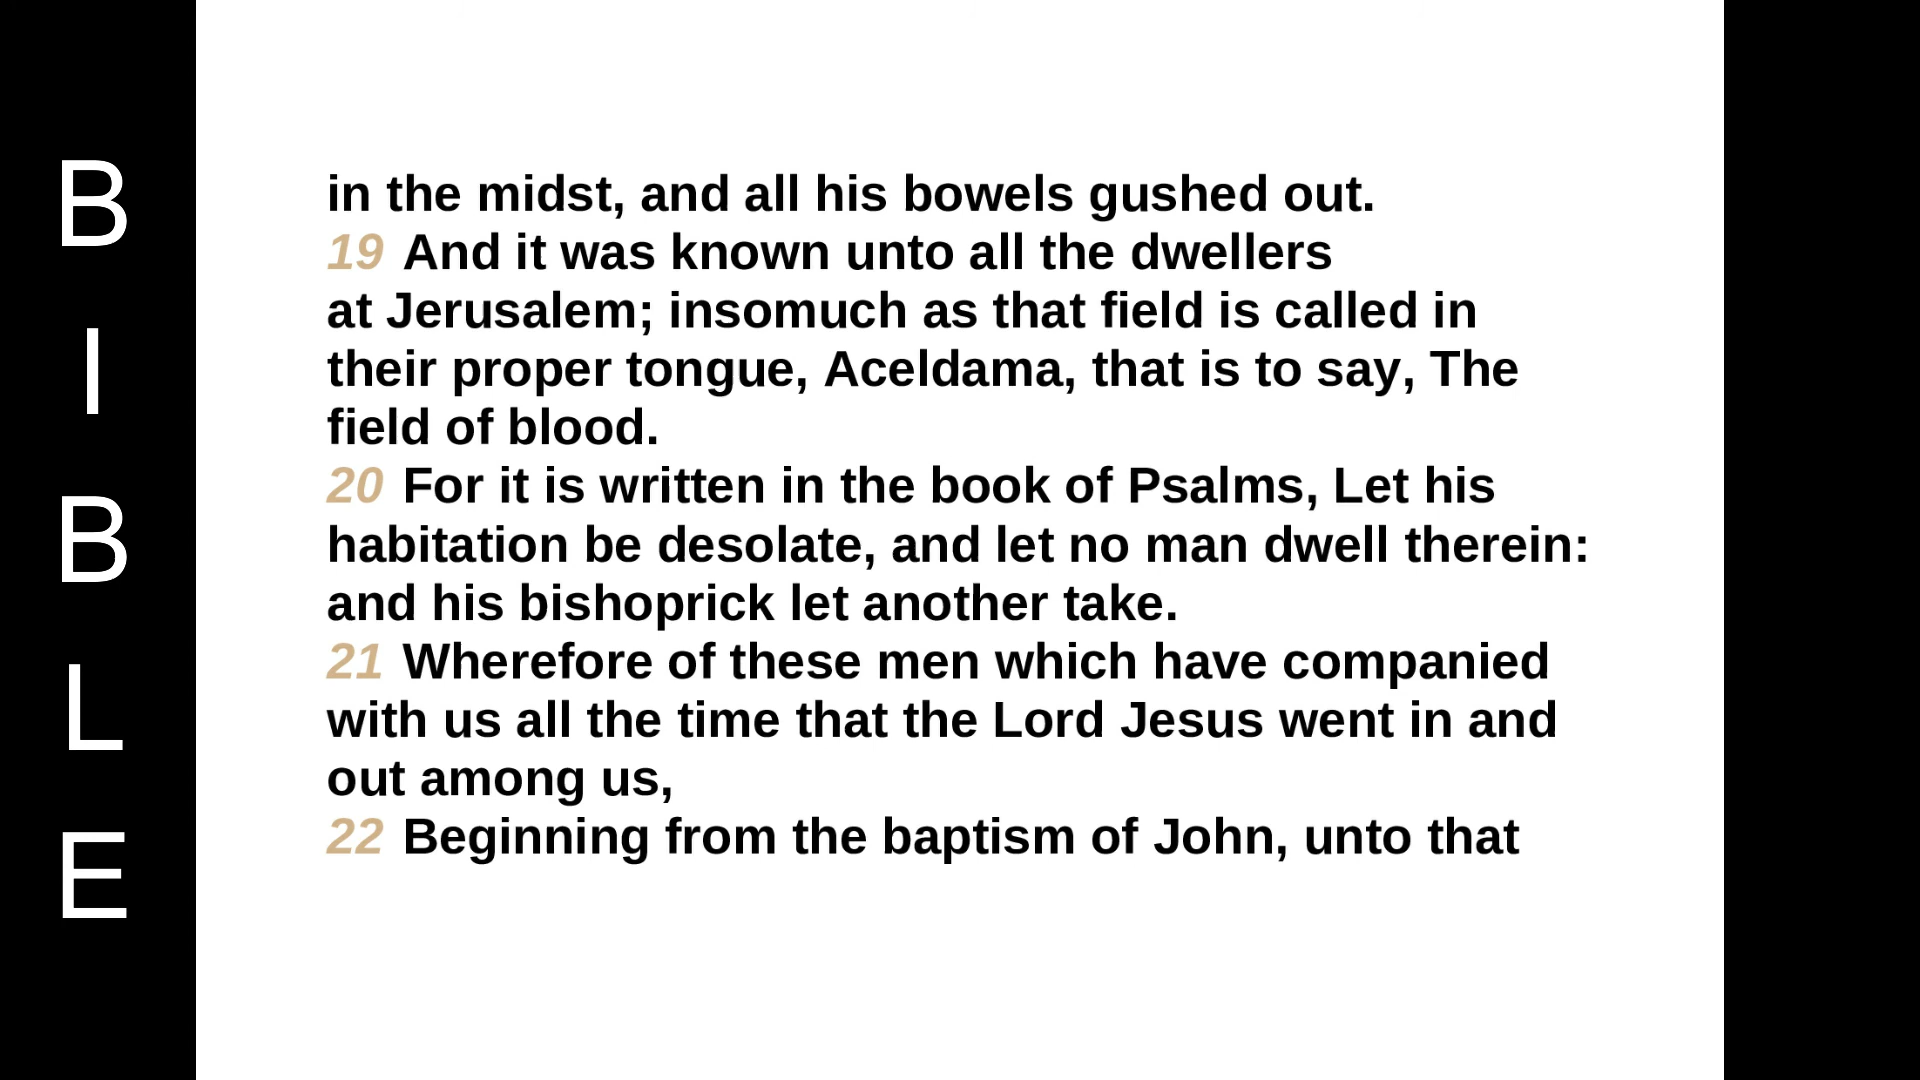 B
I
B
L
E
in the midst, and all his bowels gushed out.
19 And it was known unto all the dwellers
at Jerusalem; insomuch as that field is called in
their proper tongue, Aceldama, that is to say, The
field of blood.
20 For it is written in the book of Psalms, Let his
habitation be desolate, and let no man dwell therein:
and his bishoprick let another take.
21 Wherefore of these men which have companied
with us all the time that the Lord Jesus went in and
out among us,
22 Beginning from the baptism of John, unto that